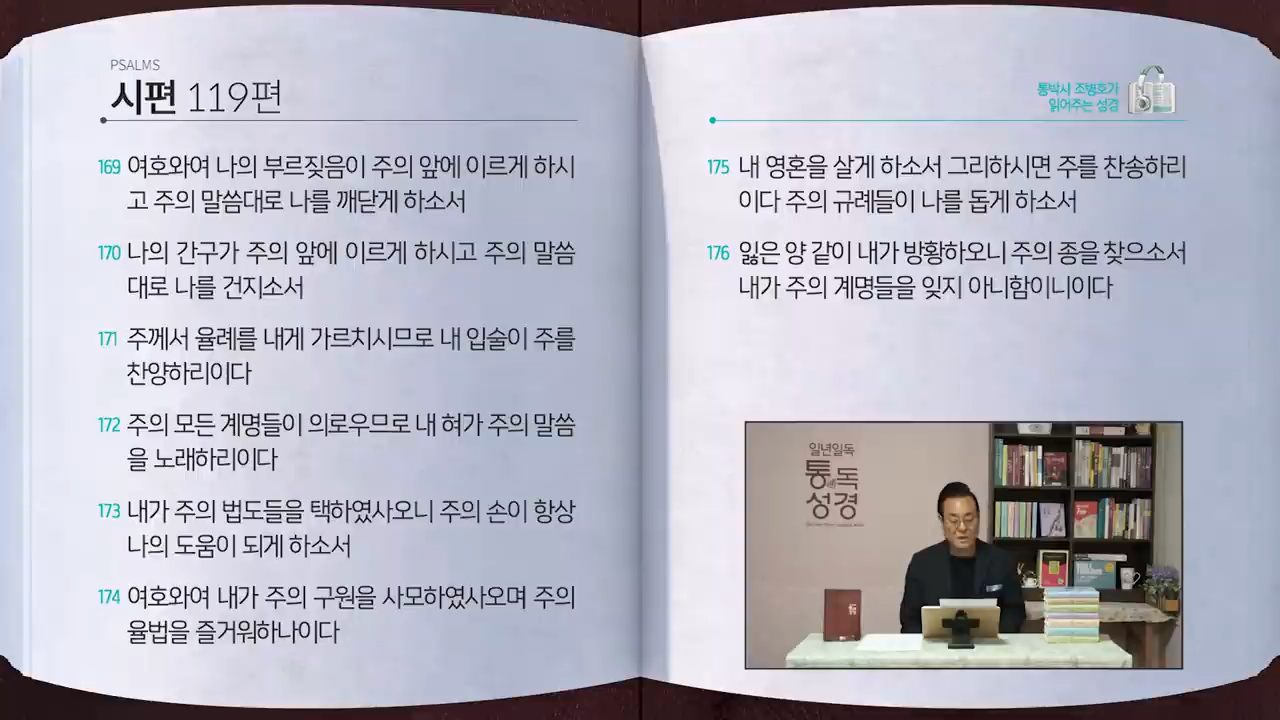 PSALMS
시편 119편
169 여호와여 나의 부르짖음이 주의 앞에 이르게 하시
고 주의 말씀대로 나를 깨닫게 하소서
170 나의 간구가 주의 앞에 이르게 하시고 주의 말씀
대로 나를 건지소서
171 주께서 율례를 내게 가르치시므로 내 입술이 주를
찬양하리이다
172 주의 모든 계명들이 의로우므로 내 혀가 주의 말씀
을 노래하리이다
173 내가 주의 법도들을 택하였사오니 주의 손이 항상
나의 도움이 되게 하소서
174 여호와여 내가 주의 구원을 사모하였사오며 주의
율법을 즐거워하나이다
통박사 조병호가
읽어주는 성경
175 내 영혼을 살게 하소서 그리하시면 주를 찬송하리
이다 주의 규례들이 나를 돕게 하소서
176 잃은 양 같이 내가 방황하오니 주의 종을 찾으소서
내가 주의 계명들을 잊지 아니함이니이다
일년일독
통독
성경